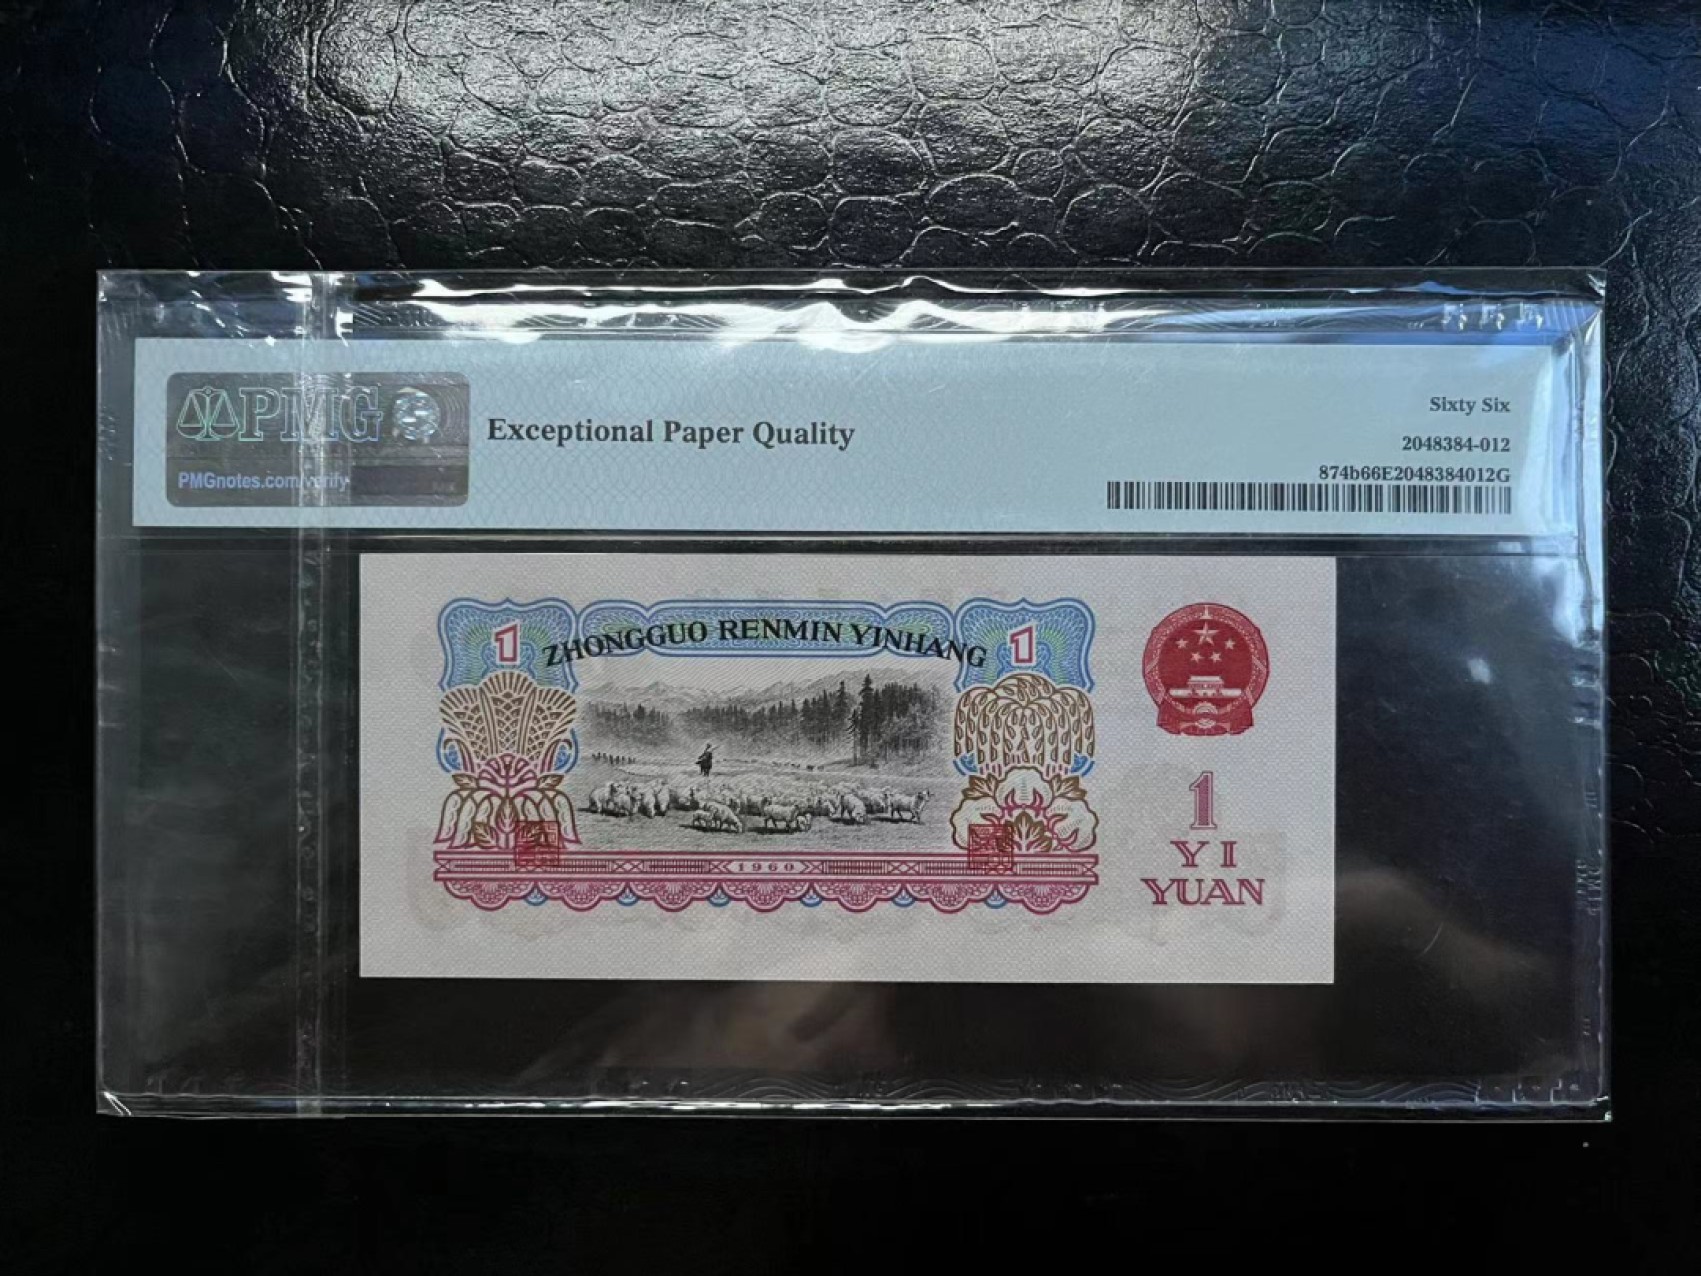 PMG
PMGnotes.com/verify
Exceptional Paper Quality
Sixty Six
2048384-012
874b66E2048384012G
1
ZHONGGUO RENMIN YINHANG
1
1960
1
YI
YUAN